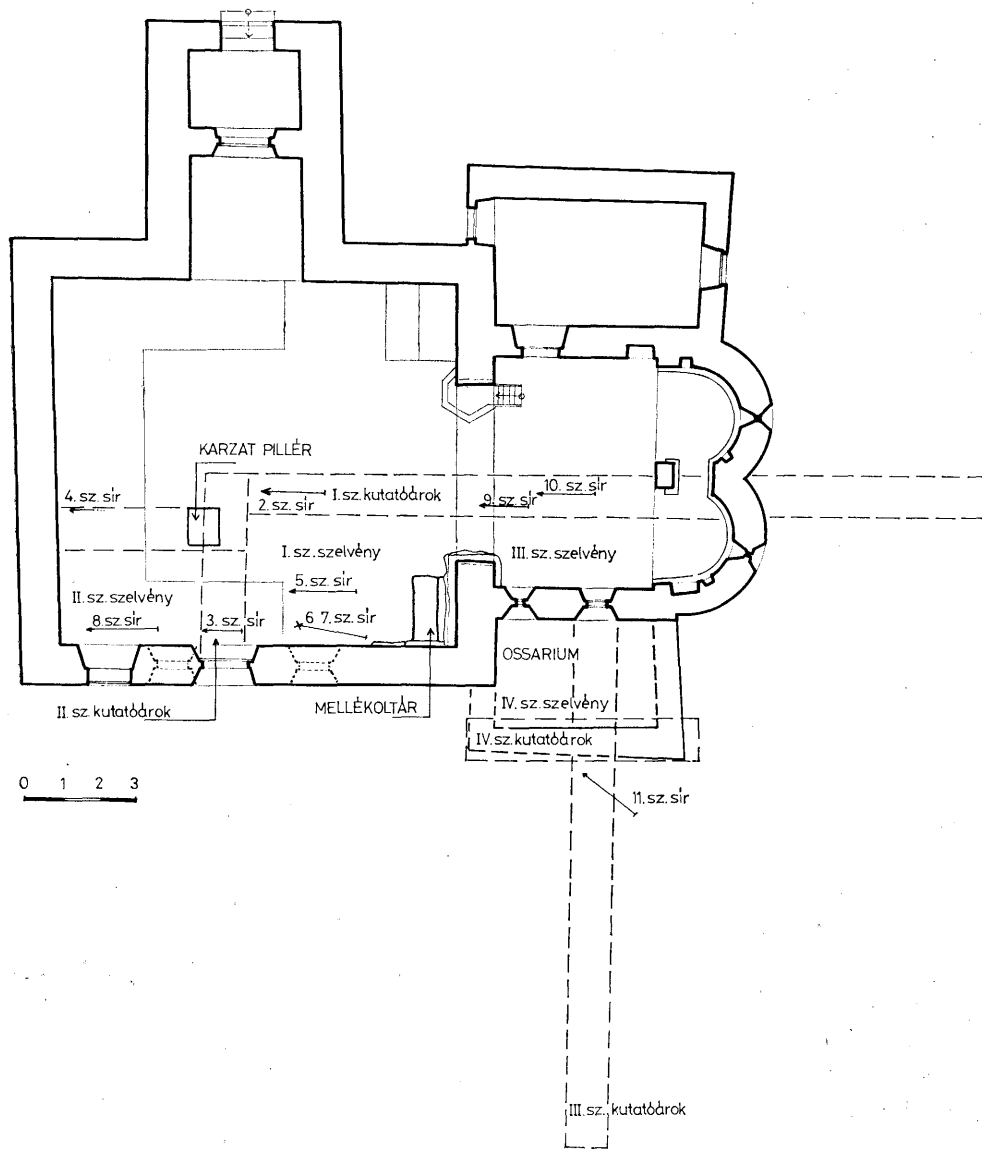 KARZAT PILLÉR
4. sz. sír
I. sz. kutatóárok
2. sz. sír
10. sz. sír
9. sz. sír
I. sz. szelvény
III. sz. szelvény
5. sz. sír
II. sz. szelvény
8. sz. sír
3. sz. sír
6 7. sz. sír
OSSARIUM
II. sz. kutatóárok
MELLÉKOLTÁR
IV. sz. szelvény
IV. sz. kutatóárok
0 1 2 3
11. sz. sír
III. sz. kutatóárok